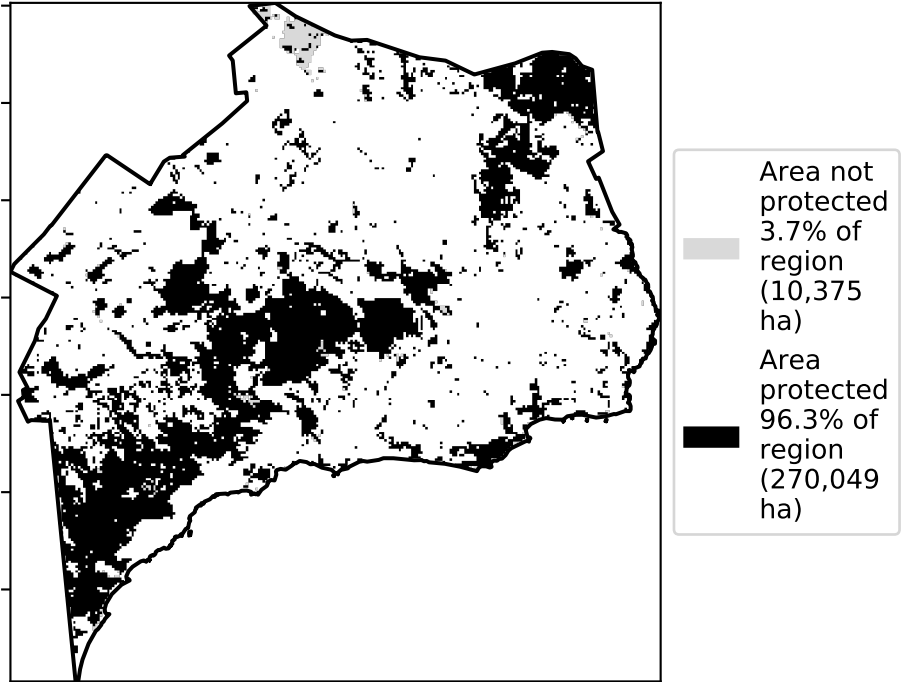 Area not
protected
3.7% of
region
(10,375
ha)
Area
protected
96.3% of
region
(270,049
ha)